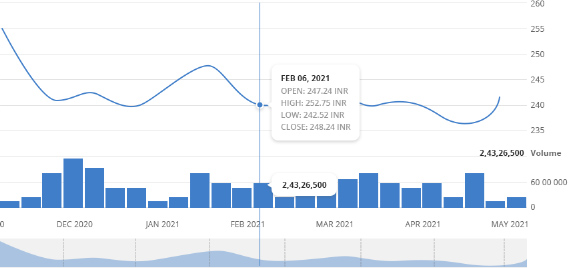 260
255
250
245
240
235
FEB 06, 2021
OPEN: 247.24 INR
HIGH: 252.75 INR
LOW: 242.52 INR
CLOSE: 248.24 INR
2,43,26,500 Volume
2,43,26,500
60 00 000
0
0 DEC 2020 JAN 2021 FEB 2021 MAR 2021 APR 2021 MAY 2021